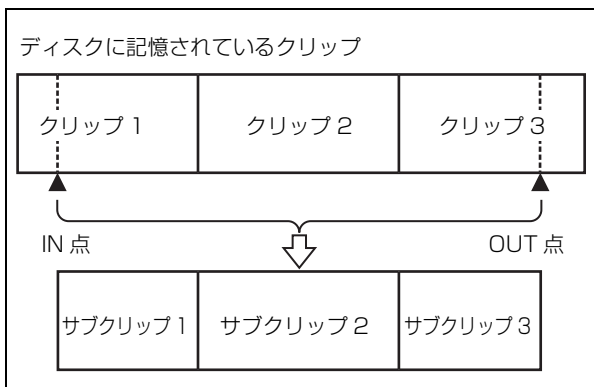 ディスクに記憶されているクリップ
クリップ 1 クリップ 2 クリップ 3
IN 点 OUT 点
サブクリップ 1 サブクリップ 2 サブクリップ 3